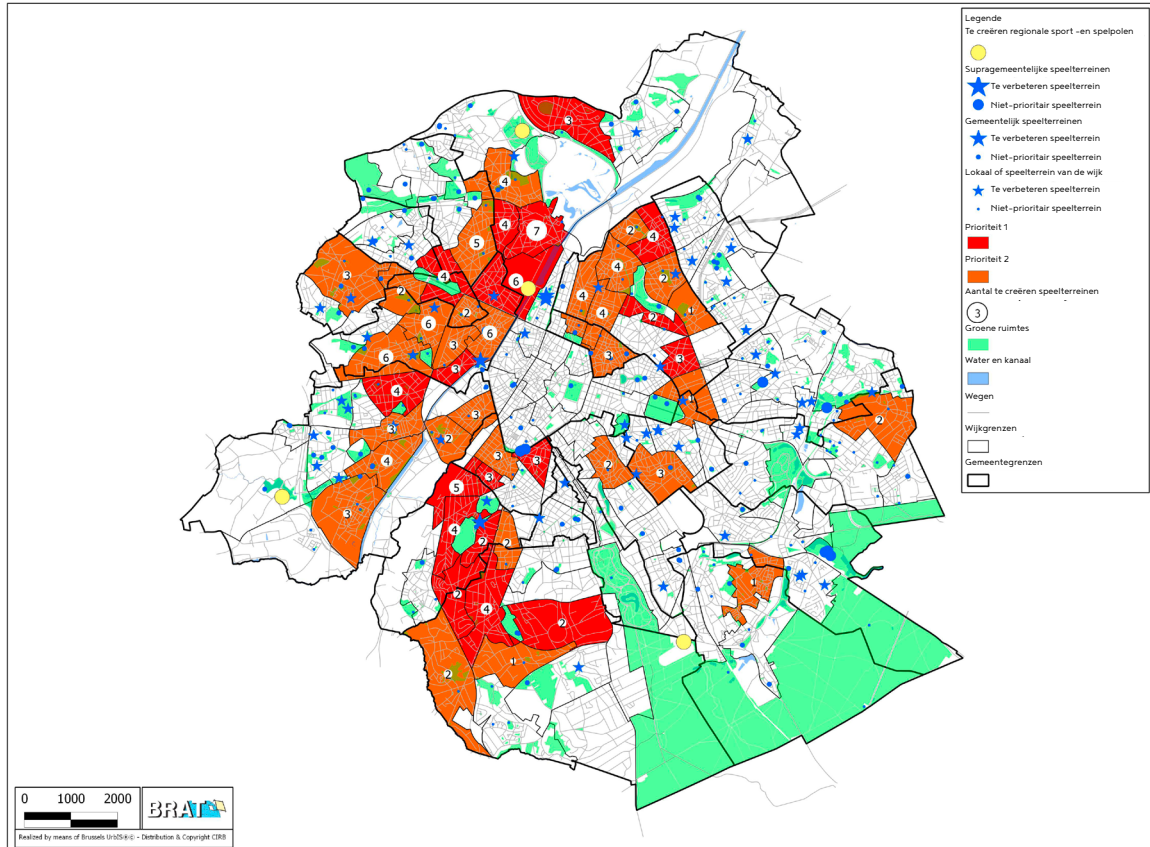 Legende
Te creëren regionale sport -en spelpolen
Supragemeentelijke speelterreinen
Te verbeteren speelterrein
Niet-prioritair speelterrein
Gemeentelijk speelterreinen
Te verbeteren speelterrein
Niet-prioritair speelterrein
Lokaal of speelterrein van de wijk
Te verbeteren speelterrein
Niet-prioritair speelterrein
Prioriteit 1
Prioriteit 2
Aantal te creëren speelterreinen
3
Groene ruimtes
Water en kanaal
Wegen
Wijkgrenzen
Gemeentegrenzen
3
4
4 7
2 4
5
4
3 4 2
6
2 4
6 2 6 4 2 1
3
6 3 3 3
4 1
3 2
3 2
4 3 3 2
5 3 3
3
4
2 2
1
2
4 2
1
2
0 1000 2000
BRAT
Realized by means of Brussels UrbIS®© - Distribution & Copyright CIRB